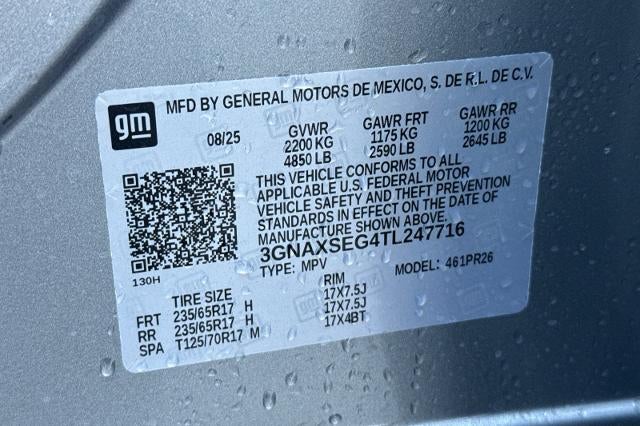 gm
MFD BY GENERAL MOTORS DE MEXICO, S. DE R.L. DE C.V.
08/25 GVWR GAWR FRT GAWR RR
2200 KG 1175 KG 1200 KG
4850 LB 2590 LB 2645 LB
THIS VEHICLE CONFORMS TO ALL
APPLICABLE U.S. FEDERAL MOTOR
VEHICLE SAFETY AND THEFT PREVENTION
STANDARDS IN EFFECT ON THE DATE OF
MANUFACTURE SHOWN ABOVE.
3GNAXSEG4TL247716
130H TYPE: MPV MODEL: 461PR26
TIRE SIZE RIM
FRT 235/65R17 H 17X7.5J
RR 235/65R17 H 17X7.5J
SPA T125/70R17 M 17X4BT